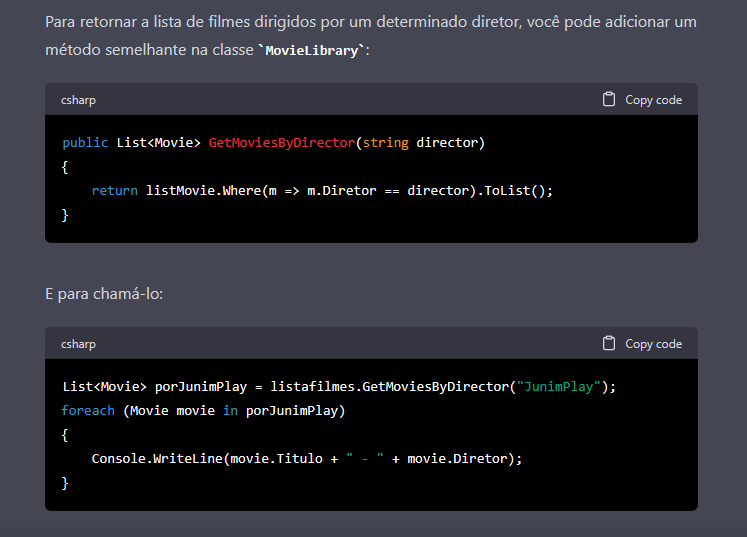 Para retornar a lista de filmes dirigidos por um determinado diretor, você pode adicionar um
método semelhante na classe `MovieLibrary`:
csharp
Copy code
public List<Movie> GetMoviesByDirector(string director)
{
    return listMovie.Where(m => m.Diretor == director).ToList();
}
E para chamá-lo:
csharp
Copy code
List<Movie> porJunimPlay = listafilmes.GetMoviesByDirector("JunimPlay");
foreach (Movie movie in porJunimPlay)
{
    Console.WriteLine(movie.Titulo + " - " + movie.Diretor);
}